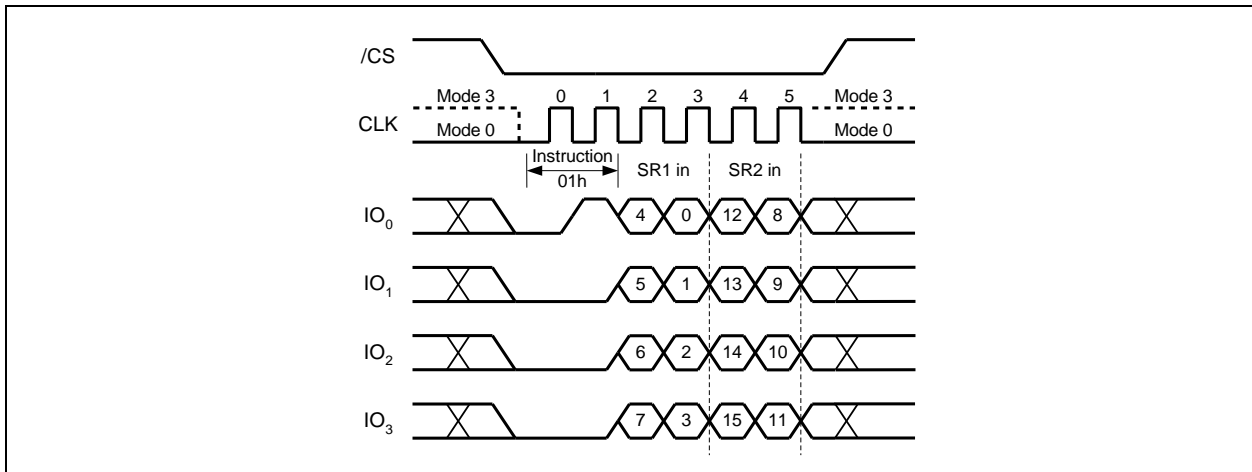 /CS
Mode 3 0 1 2 3 4 5 Mode 3
CLK
Mode 0 Mode 0
Instruction SR1 in SR2 in
01h
IO0 4 0 12 8
IO1 5 1 13 9
IO2 6 2 14 10
IO3 7 3 15 11